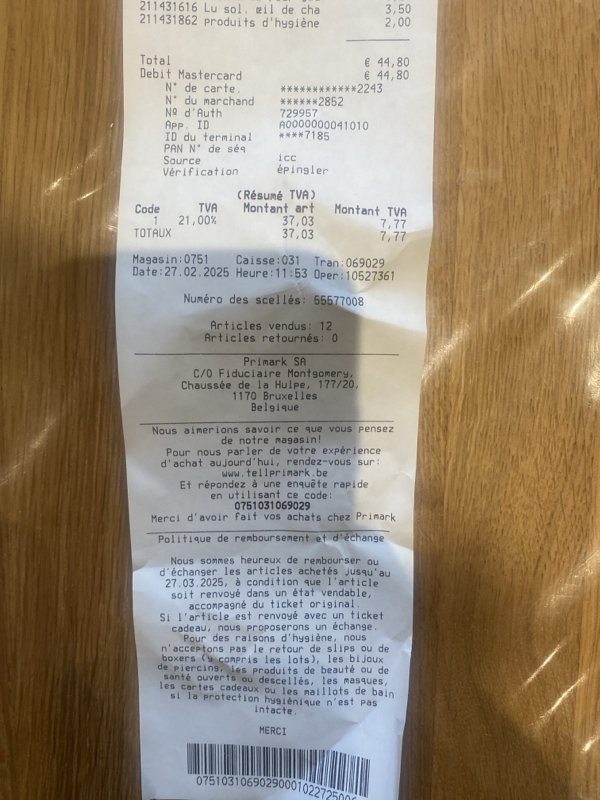 211431616 Lu sol. œil de cha 3,50
211431862 produits d'hygiène 2,00
Total € 44,80
Debit Mastercard € 44,80
N° de carte. ************2243
N° du marchand ******2852
Nº d'Auth 729957
App. ID A0000000041010
ID du terminal ****7185
PAN N° de séq
Source icc
Vérification épingler
(Résumé TVA)
Code TVA Montant art Montant TVA
1 21,00% 37,03 7,77
TOTAUX 37,03 7,77
Magasin:0751 Caisse:031 Tran:069029
Date:27.02.2025 Heure:11:53 Oper:10527361
Numéro des scellés: 55577008
Articles vendus: 12
Articles retournés: 0
Primark SA
C/O Fiduciaire Montgomery,
Chaussée de la Hulpe, 177/20,
1170 Bruxelles
Belgique
Nous aimerions savoir ce que vous pensez
de notre magasin!
Pour nous parler de votre expérience
d'achat aujourd'hui, rendez-vous sur:
www.tellprimark.be
Et répondez à une enquête rapide
en utilisant ce code:
0751031069029
Merci d'avoir fait vos achats chez Primark
Politique de remboursement et d'échange
Nous sommes heureux de rembourser ou
d'échanger les articles achetés jusqu'au
27.03.2025, à condition que l'article
soit renvoyé dans un état vendable,
accompagné du ticket original.
Si l'article est renvoyé avec un ticket
cadeau, nous proposerons un échange.
Pour des raisons d'hygiène, nous
n'acceptons pas le retour de slips ou de
boxers (y compris les lots), les bijoux
de piercing, les produits de beauté ou de
santé ouverts ou descellés, les masques,
les cartes cadeaux ou les maillots de bain
si la protection hygiénique n'est pas
intacte.
MERCI